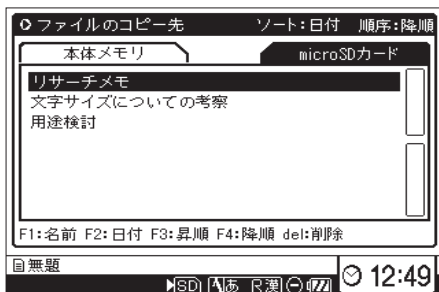 ファイルのコピー先 ソート:日付 順序:降順
本体メモリ microSDカード
リサーチメモ
文字サイズについての考察
用途検討
F1:名前 F2:日付 F3:昇順 F4:降順 del:削除
無題
SD あ R漢 12:49